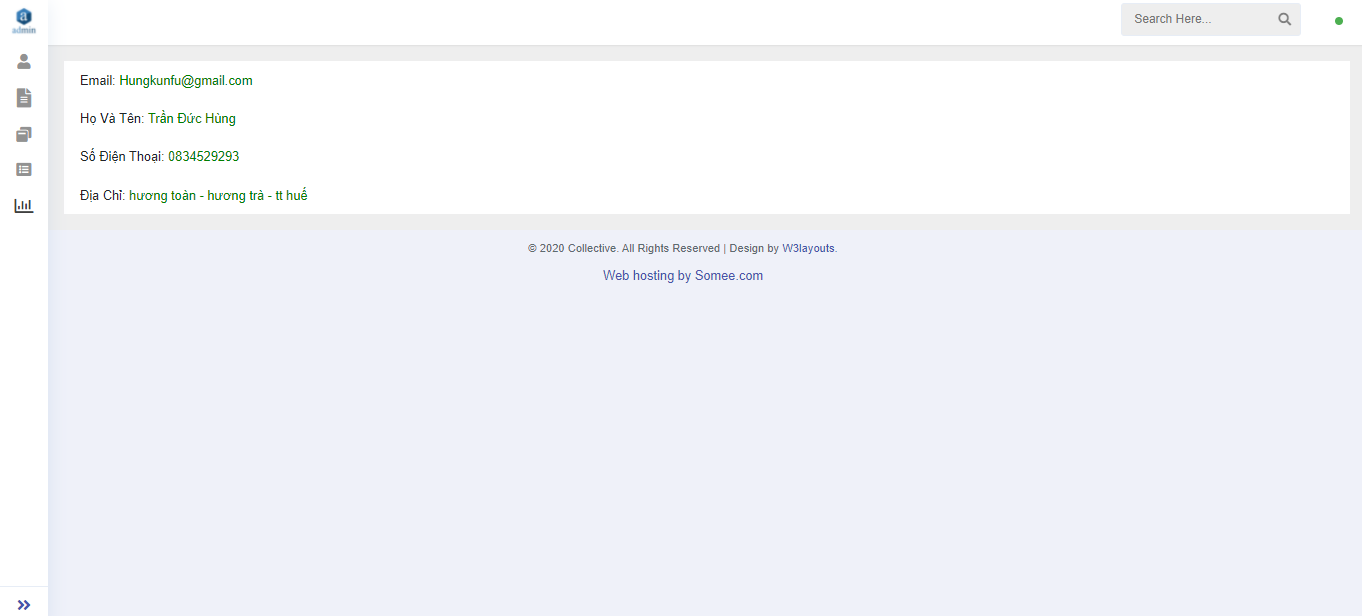 admin
Search Here...
Email: Hungkunfu@gmail.com
Họ Và Tên: Trần Đức Hùng
Số Điện Thoại: 0834529293
Địa Chỉ: hương toàn - hương trà - tt huế
© 2020 Collective. All Rights Reserved | Design by W3layouts.
Web hosting by Somee.com